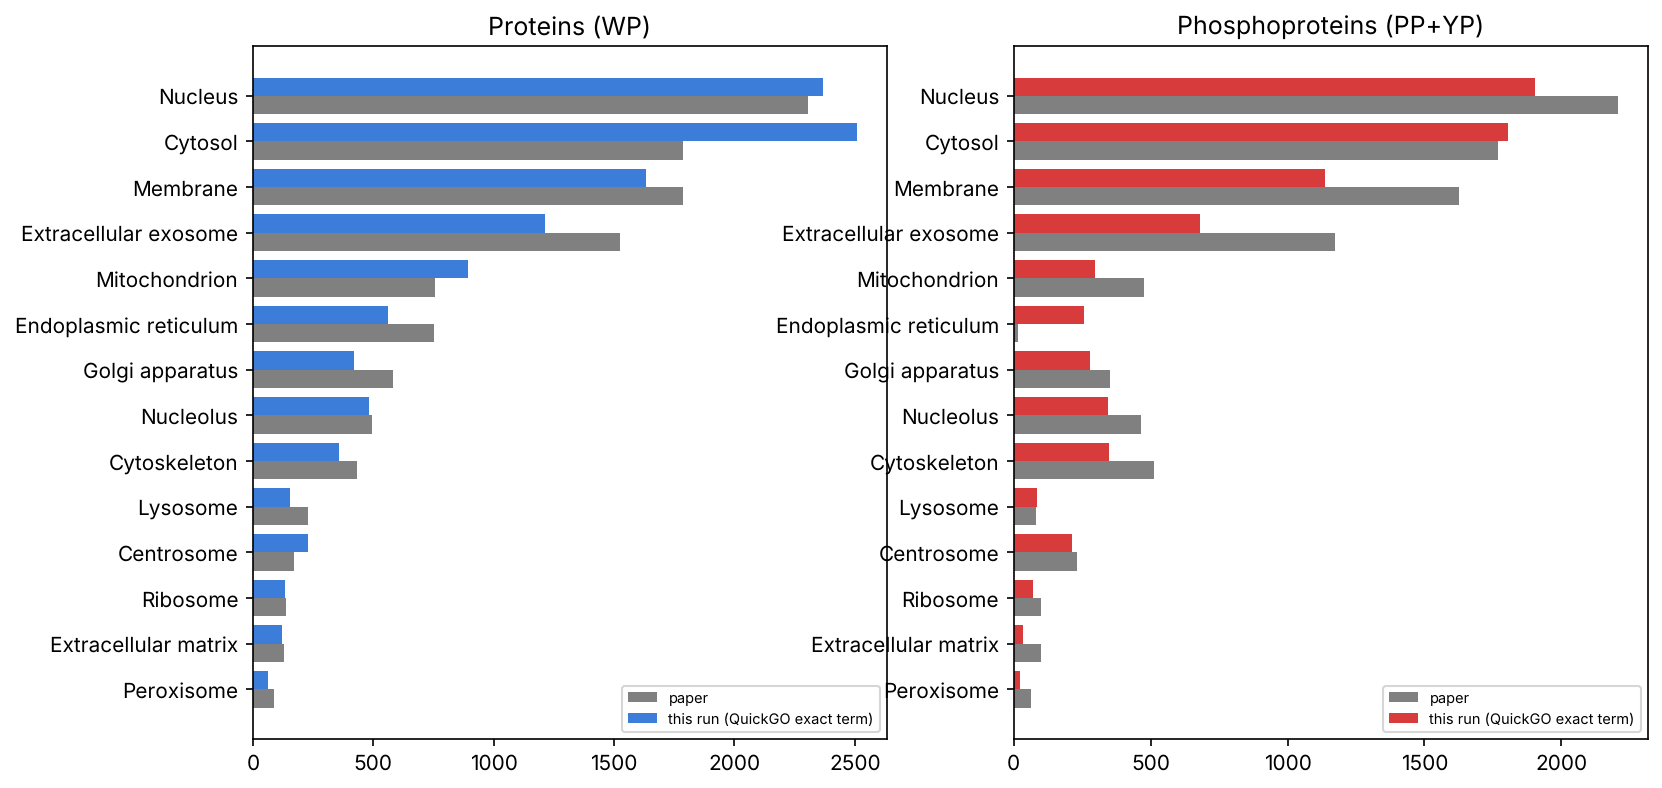 Proteins (WP)
Nucleus
Cytosol
Membrane
Extracellular exosome
Mitochondrion
Endoplasmic reticulum
Golgi apparatus
Nucleolus
Cytoskeleton
Lysosome
Centrosome
Ribosome
Extracellular matrix
Peroxisome
0 500 1000 1500 2000 2500
paper
this run (QuickGO exact term)
Phosphoproteins (PP+YP)
Nucleus
Cytosol
Membrane
Extracellular exosome
Mitochondrion
Endoplasmic reticulum
Golgi apparatus
Nucleolus
Cytoskeleton
Lysosome
Centrosome
Ribosome
Extracellular matrix
Peroxisome
0 500 1000 1500 2000
paper
this run (QuickGO exact term)